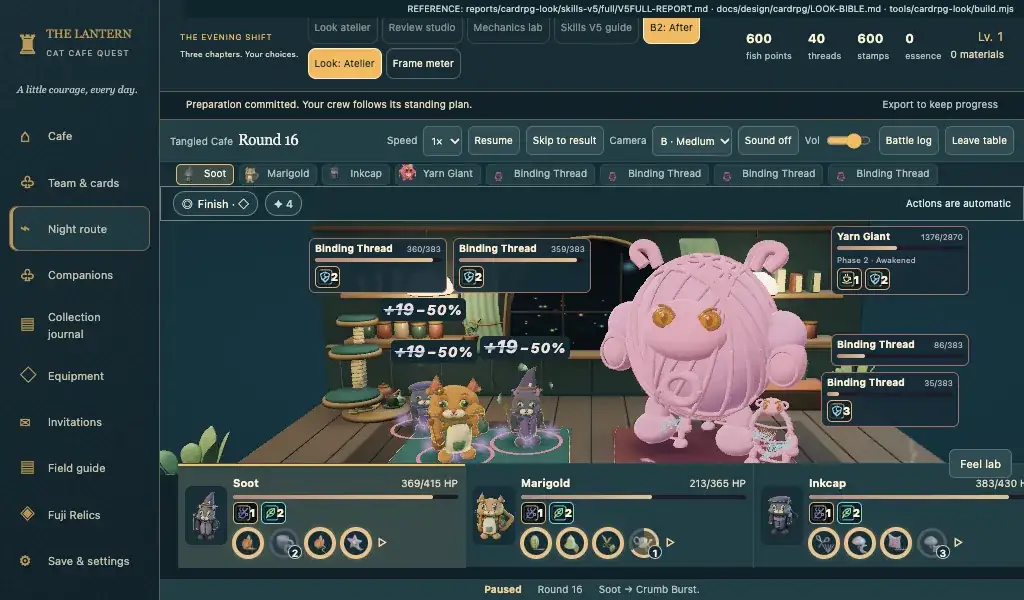 REFERENCE: reports/cardrpg-look/skills-v5/full/V5FULL-REPORT.md · docs/design/cardrpg/LOOK-BIBLE.md · tools/cardrpg-look/build.mjs
THE LANTERN
CAT CAFE QUEST
A little courage, every day.
Cafe
Team & cards
Night route
Companions
Collection journal
Equipment
Invitations
Field guide
Fuji Relics
Save & settings
THE EVENING SHIFT
Three chapters. Your choices.
Look atelier
Review studio
Mechanics lab
Skills V5 guide
B2: After
Look: Atelier
Frame meter
600 fish points
40 threads
600 stamps
0 essence
Lv. 1
0 materials
Preparation committed. Your crew follows its standing plan.
Export to keep progress
Tangled Cafe Round 16
Speed 1× Resume Skip to result Camera B · Medium Sound off Vol Battle log Leave table
Soot Marigold Inkcap Yarn Giant Binding Thread Binding Thread Binding Thread Binding Thread
Finish · ◇ ✦ 4
Actions are automatic
Binding Thread 360/383
2
Binding Thread 359/383
2
Yarn Giant 1376/2870
Phase 2 · Awakened
1 2
+19 -50%
+19 -50%
+19 -50%
Binding Thread 86/383
Binding Thread 35/383
3
Feel lab
Soot 369/415 HP
1 2
2
Marigold 213/365 HP
1 2
1
Inkcap 383/430 H
1 2
3
Paused Round 16 Soot → Crumb Burst.